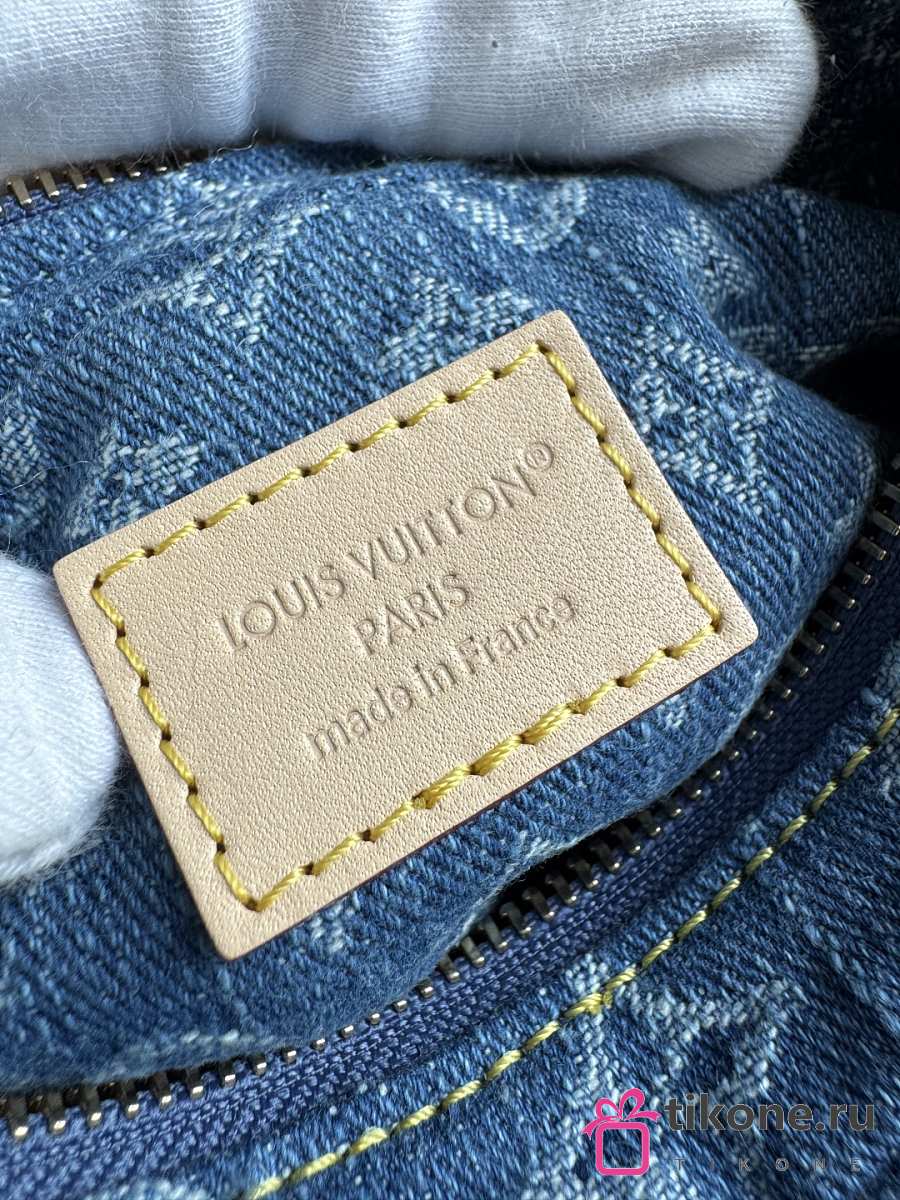 LOUIS VUITTON®
PARIS
made in France
tikone.ru
TIKONE